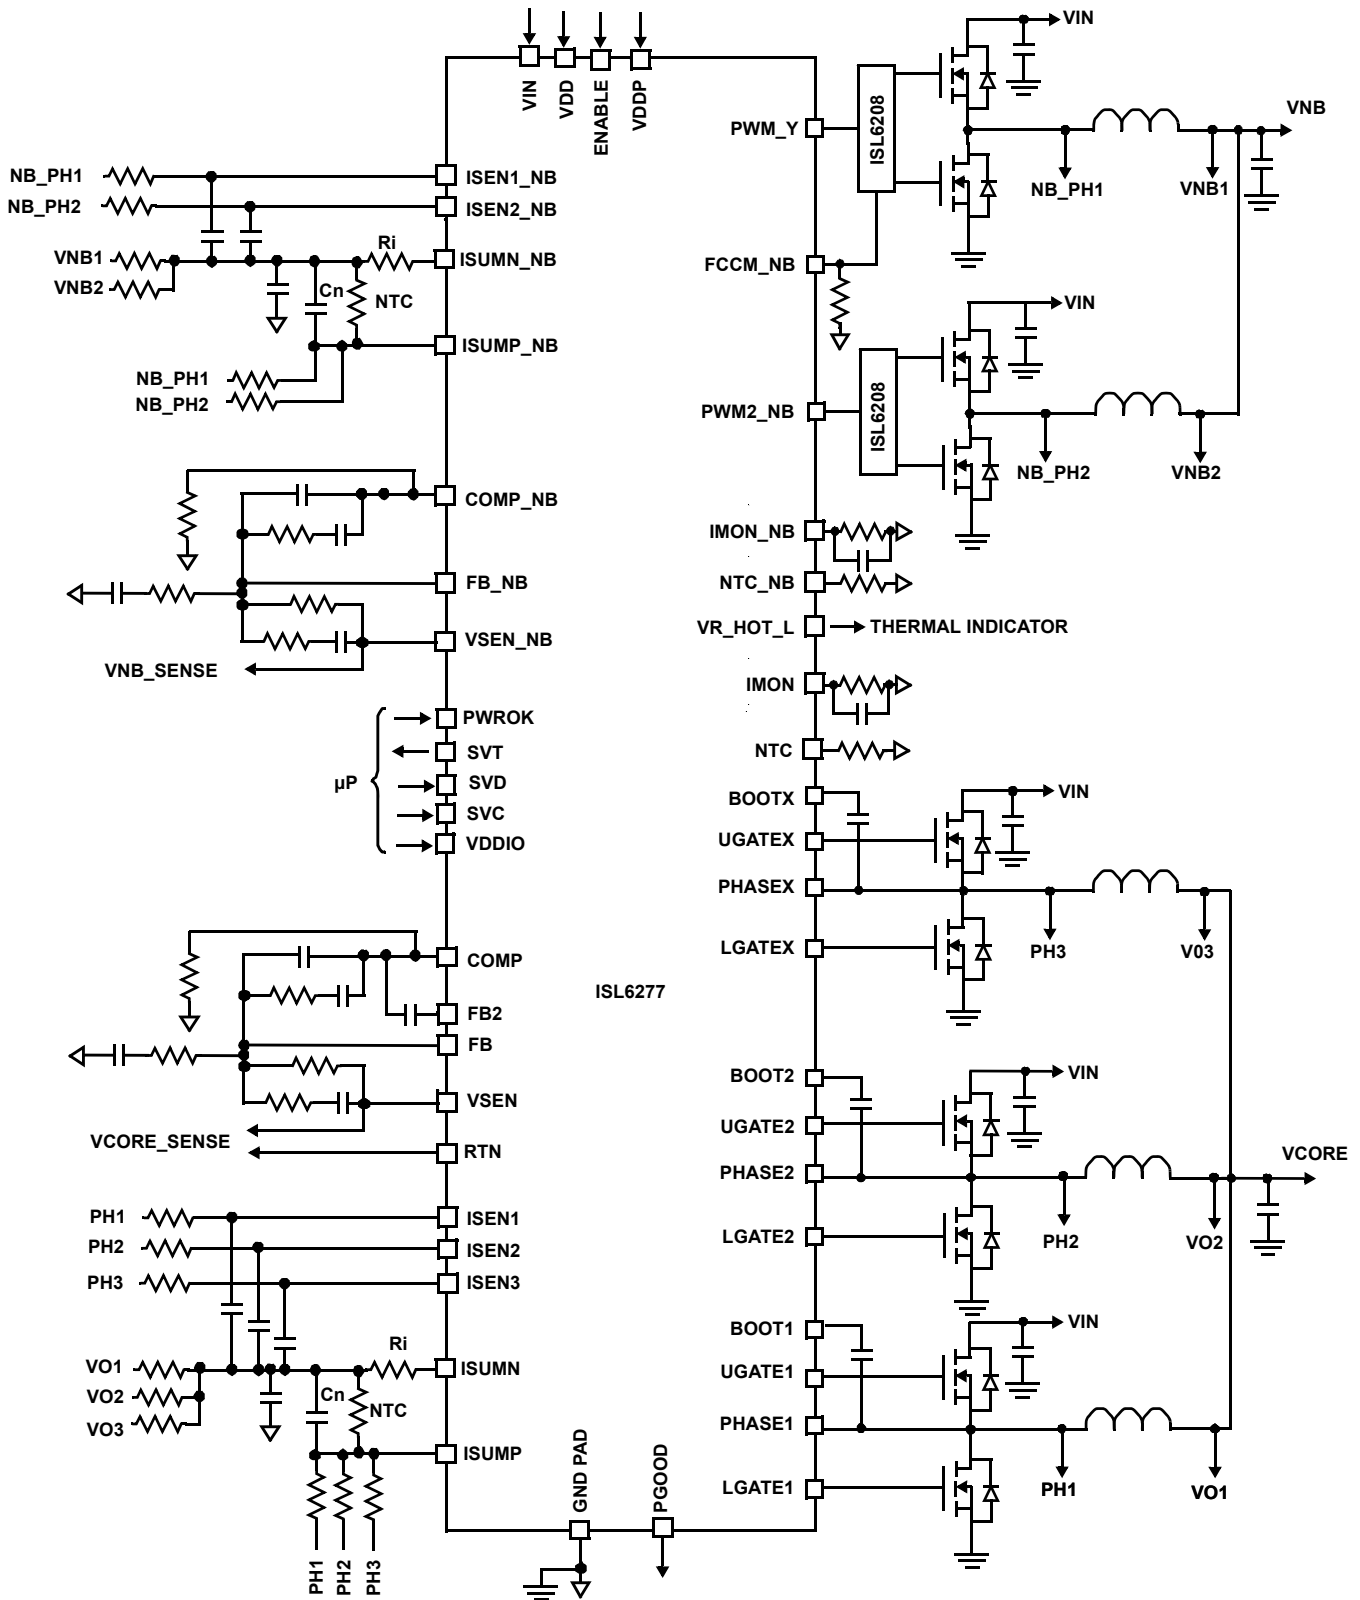 VIN
VDD
ENABLE
VDDP
NB_PH1
NB_PH2
VNB1
VNB2
Ri
Cn
NTC
NB_PH1
NB_PH2
ISEN1_NB
ISEN2_NB
ISUMN_NB
ISUMP_NB
COMP_NB
FB_NB
VSEN_NB
VNB_SENSE
µP
PWROK
SVT
SVD
SVC
VDDIO
COMP
FB2
FB
VSEN
VCORE_SENSE
RTN
PH1
PH2
PH3
ISEN1
ISEN2
ISEN3
VO1
VO2
VO3
Ri
Cn
NTC
ISUMN
ISUMP
PH1
PH2
PH3
ISL6277
GND PAD
PGOOD
PWM_Y
ISL6208
VIN
VNB
NB_PH1
VNB1
FCCM_NB
VIN
PWM2_NB
ISL6208
NB_PH2
VNB2
IMON_NB
NTC_NB
VR_HOT_L
THERMAL INDICATOR
IMON
NTC
BOOTX
UGATEX
PHASEX
LGATEX
VIN
PH3
V03
BOOT2
UGATE2
PHASE2
LGATE2
VIN
VCORE
PH2
VO2
BOOT1
UGATE1
PHASE1
LGATE1
VIN
PH1
VO1